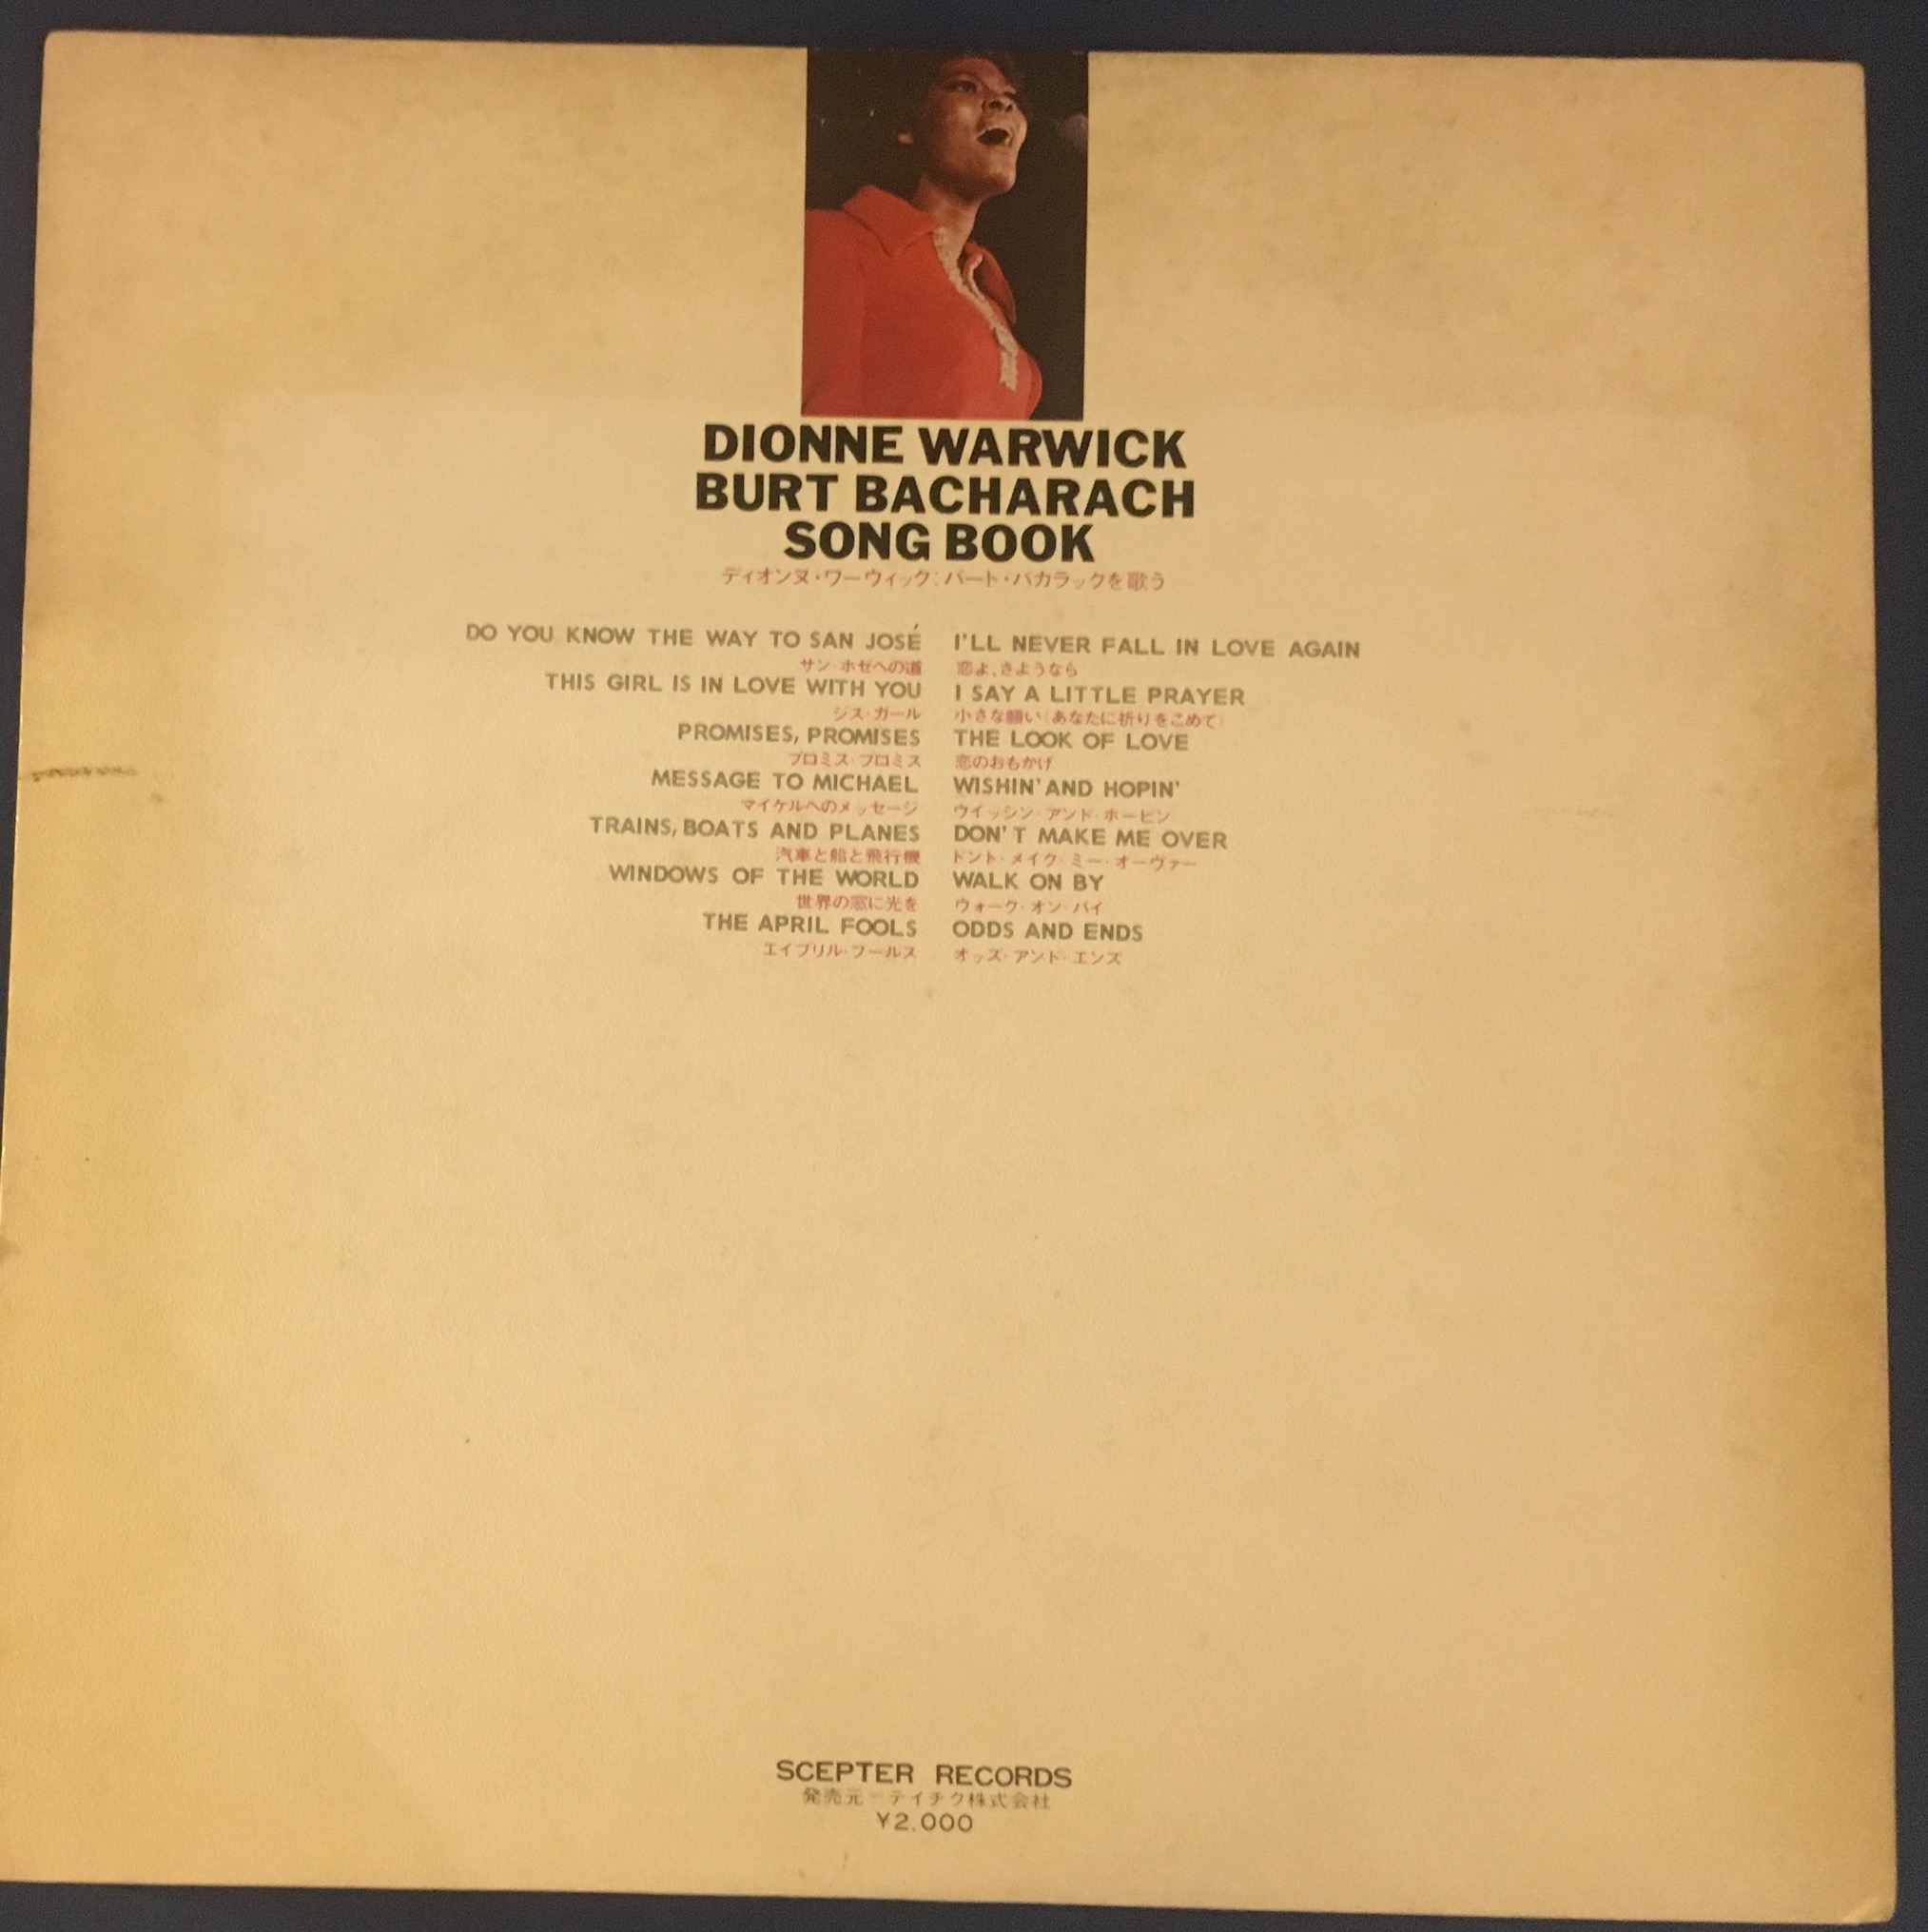 DIONNE WARWICK
BURT BACHARACH
SONG BOOK
ディオンヌ・ワーウィック:バート・バカラックを歌う
DO YOU KNOW THE WAY TO SAN JOSÉ
サン・ホゼへの道
THIS GIRL IS IN LOVE WITH YOU
ジス・ガール
PROMISES, PROMISES
プロミス・プロミス
MESSAGE TO MICHAEL
マイケルへのメッセージ
TRAINS, BOATS AND PLANES
汽車と船と飛行機
WINDOWS OF THE WORLD
世界の窓に光を
THE APRIL FOOLS
エイプリル・フールス
I'LL NEVER FALL IN LOVE AGAIN
恋よ、さようなら
I SAY A LITTLE PRAYER
小さな願い(あなたに祈りをこめて)
THE LOOK OF LOVE
恋のおもかげ
WISHIN' AND HOPIN'
ウイッシン・アンド・ホーピン
DON'T MAKE ME OVER
ドント・メイク・ミー・オーヴァー
WALK ON BY
ウォーク・オン・バイ
ODDS AND ENDS
オッズ・アンド・エンズ
SCEPTER RECORDS
発売元－テイチク株式会社
¥2.000